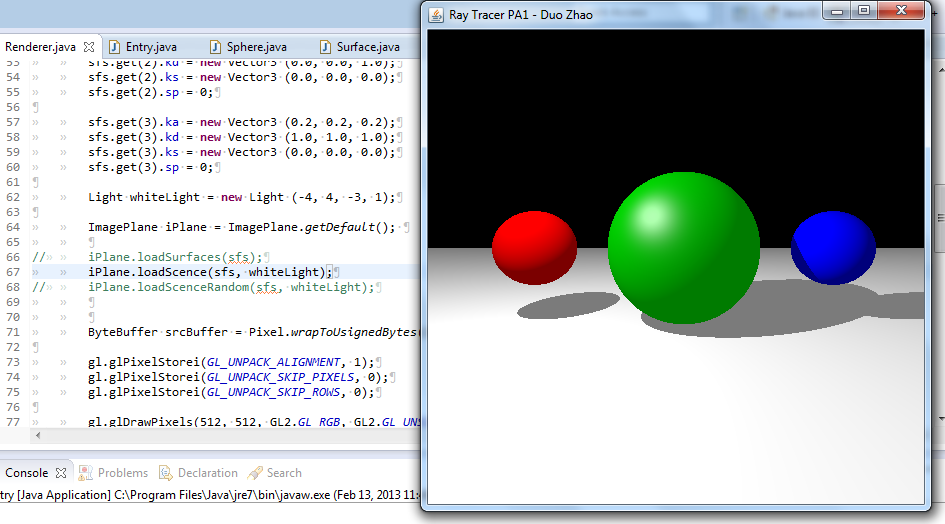 Ray Tracer PA1 - Duo Zhao
Renderer.java Entry.java Sphere.java Surface.java
53 sfs.get(2).kd = new Vector3 (0.0, 0.0, 1.0);
54 sfs.get(2).ks = new Vector3 (0.0, 0.0, 0.0);
55 sfs.get(2).sp = 0;
56
57 sfs.get(3).ka = new Vector3 (0.2, 0.2, 0.2);
58 sfs.get(3).kd = new Vector3 (1.0, 1.0, 1.0);
59 sfs.get(3).ks = new Vector3 (0.0, 0.0, 0.0);
60 sfs.get(3).sp = 0;
61
62 Light whiteLight = new Light (-4, 4, -3, 1);
63
64 ImagePlane iPlane = ImagePlane.getDefault();
65
66 // iPlane.loadSurfaces(sfs);
67 iPlane.loadScence(sfs, whiteLight);
68 // iPlane.loadScenceRandom(sfs, whiteLight);
69
70
71 ByteBuffer srcBuffer = Pixel.wrapToUsignedBytes(
72
73 gl.glPixelStorei(GL_UNPACK_ALIGNMENT, 1);
74 gl.glPixelStorei(GL_UNPACK_SKIP_PIXELS, 0);
75 gl.glPixelStorei(GL_UNPACK_SKIP_ROWS, 0);
76
77 gl.glDrawPixels(512, 512, GL2.GL_RGB, GL2.GL_UNS
Console Problems Declaration Search
try [Java Application] C:\Program Files\Java\jre7\bin\javaw.exe (Feb 13, 2013 11: